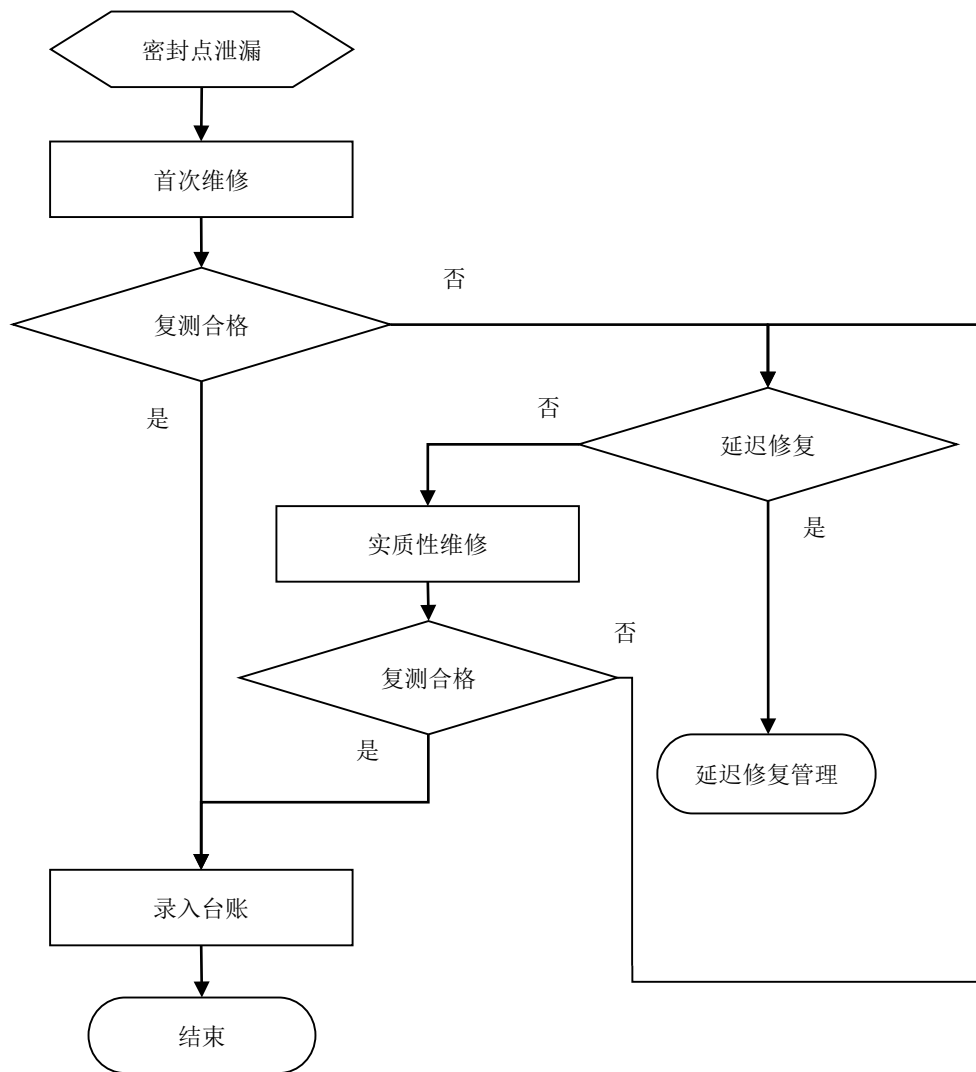 密封点泄漏
首次维修
否
复测合格
是
否
延迟修复
是
实质性维修
否
复测合格
是
延迟修复管理
录入台账
结束